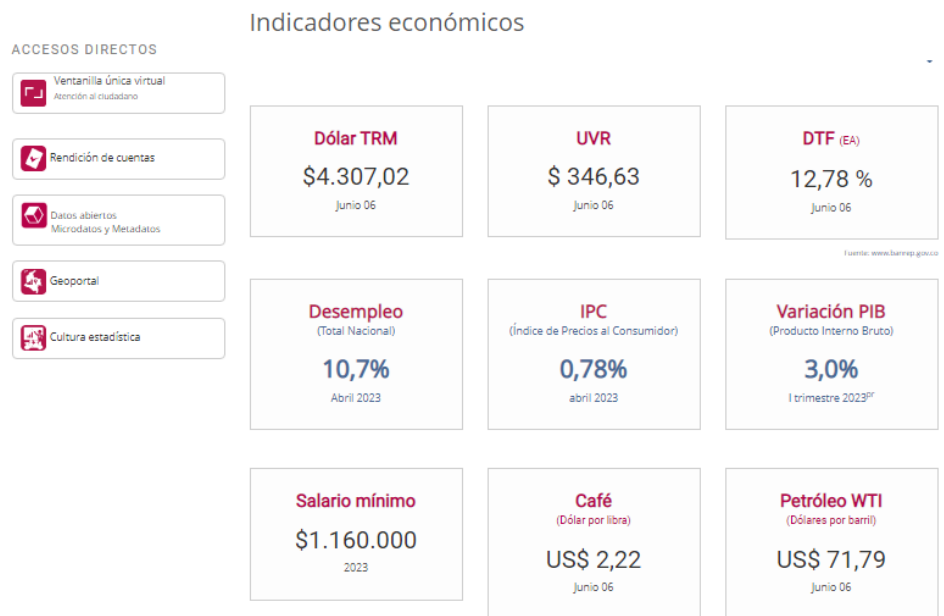 Indicadores económicos
ACCESOS DIRECTOS
Ventanilla única virtual
Atención al ciudadano
Rendición de cuentas
Datos abiertos
Microdatos y Metadatos
Geoportal
Cultura estadística
Dólar TRM
$4.307,02
Junio 06
UVR
$ 346,63
Junio 06
DTF (EA)
12,78 %
Junio 06
Fuente: www.banrep.gov.co
Desempleo
(Total Nacional)
10,7%
Abril 2023
IPC
(Índice de Precios al Consumidor)
0,78%
abril 2023
Variación PIB
(Producto Interno Bruto)
3,0%
I trimestre 2023pr
Salario mínimo
$1.160.000
2023
Café
(Dólar por libra)
US$ 2,22
Junio 06
Petróleo WTI
(Dólares por barril)
US$ 71,79
Junio 06